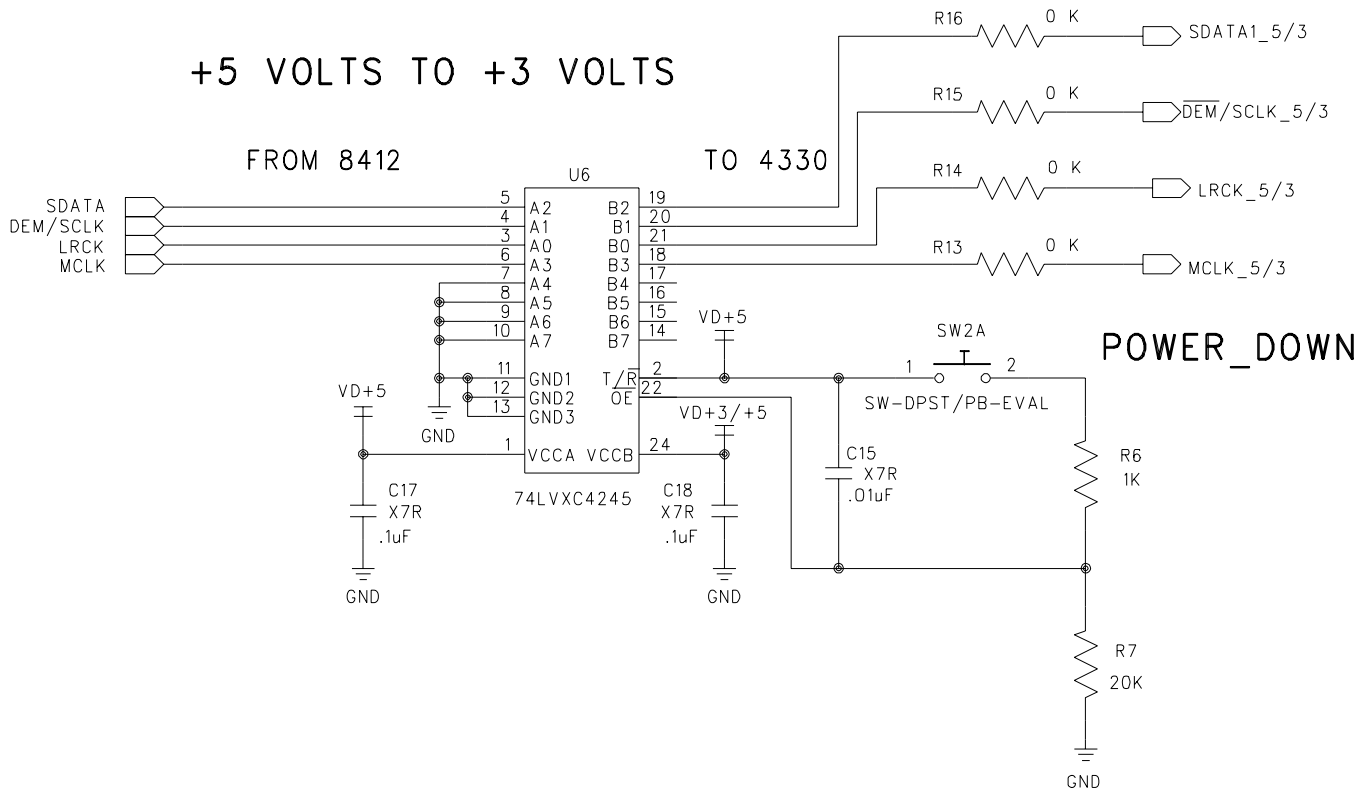 +5 VOLTS TO +3 VOLTS
FROM 8412
TO 4330
R16
0 K
SDATA1_5/3
R15
0 K
DEM/SCLK_5/3
R14
0 K
LRCK_5/3
R13
0 K
MCLK_5/3
SDATA
DEM/SCLK
LRCK
MCLK
U6
5 A2 B2 19
4 A1 B1 20
3 A0 B0 21
6 A3 B3 18
7 A4 B4 17
8 A5 B5 16
9 A6 B6 15
10 A7 B7 14
11 GND1 T/R 2
12 GND2 OE 22
13 GND3
1 VCCA VCCB 24
74LVXC4245
GND
VD+5
C17
X7R
.1uF
GND
VD+5
VD+3/+5
C18
X7R
.1uF
GND
SW2A
1 2
SW-DPST/PB-EVAL
POWER_DOWN
C15
X7R
.01uF
R6
1K
R7
20K
GND